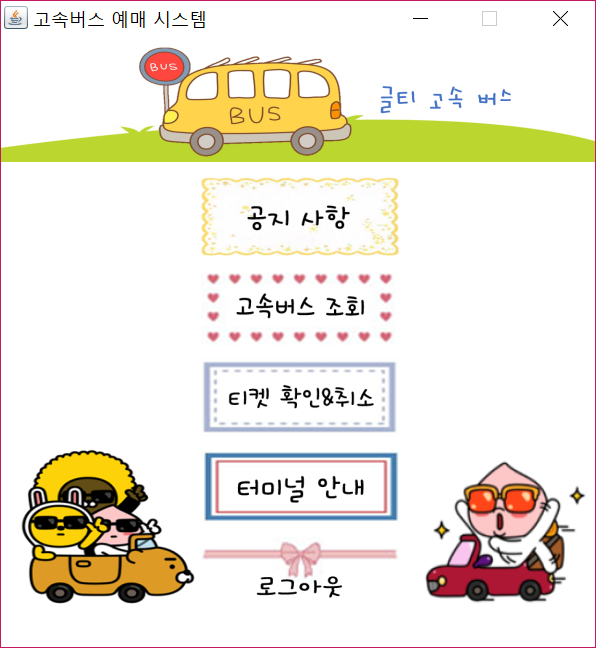 고속버스 예매 시스템
BUS
BUS
글티 고속 버스
공지 사항
고속버스 조회
티켓 확인&취소
터미널 안내
로그아웃